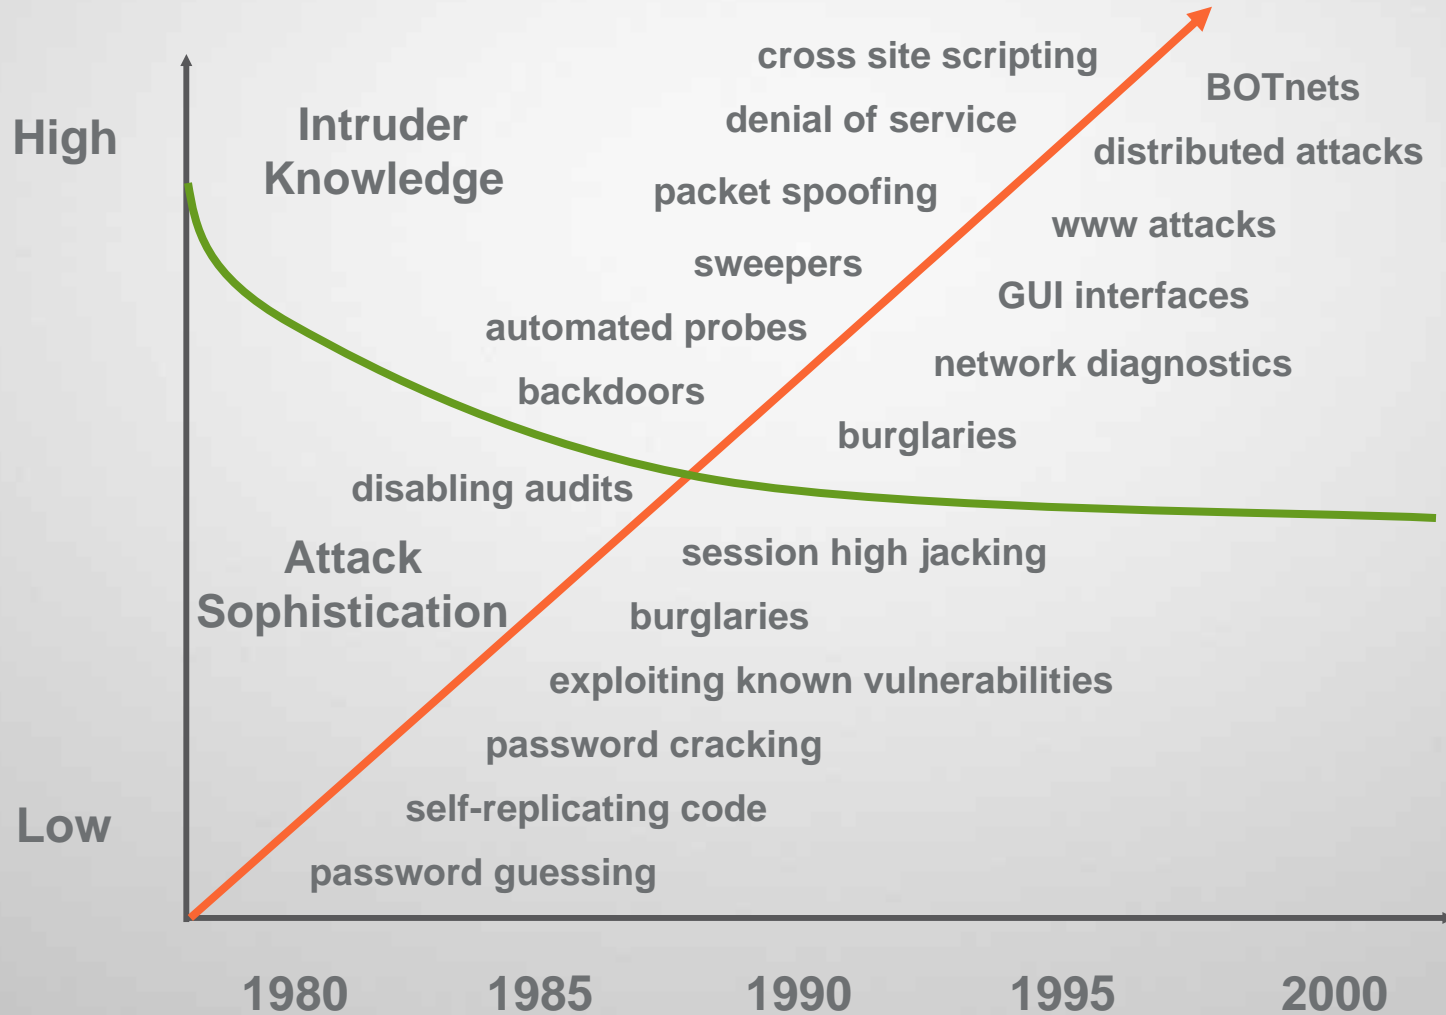 cross site scripting
BOTnets
High
Intruder
Knowledge
denial of service
distributed attacks
packet spoofing
www attacks
sweepers
GUI interfaces
automated probes
network diagnostics
backdoors
burglaries
disabling audits
Attack
Sophistication
session high jacking
burglaries
exploiting known vulnerabilities
password cracking
Low
self-replicating code
password guessing
1980 1985 1990 1995 2000